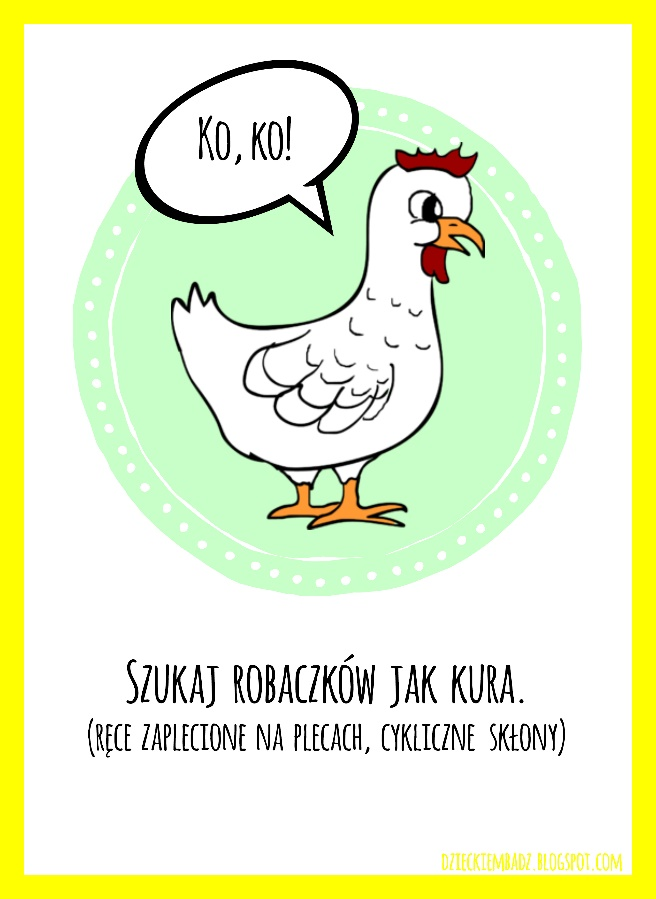 Ko, ko!
Szukaj robaczków jak kura.
(ręce zaplecione na plecach, cykliczne skłony)
dzieckiembadz.blogspot.com